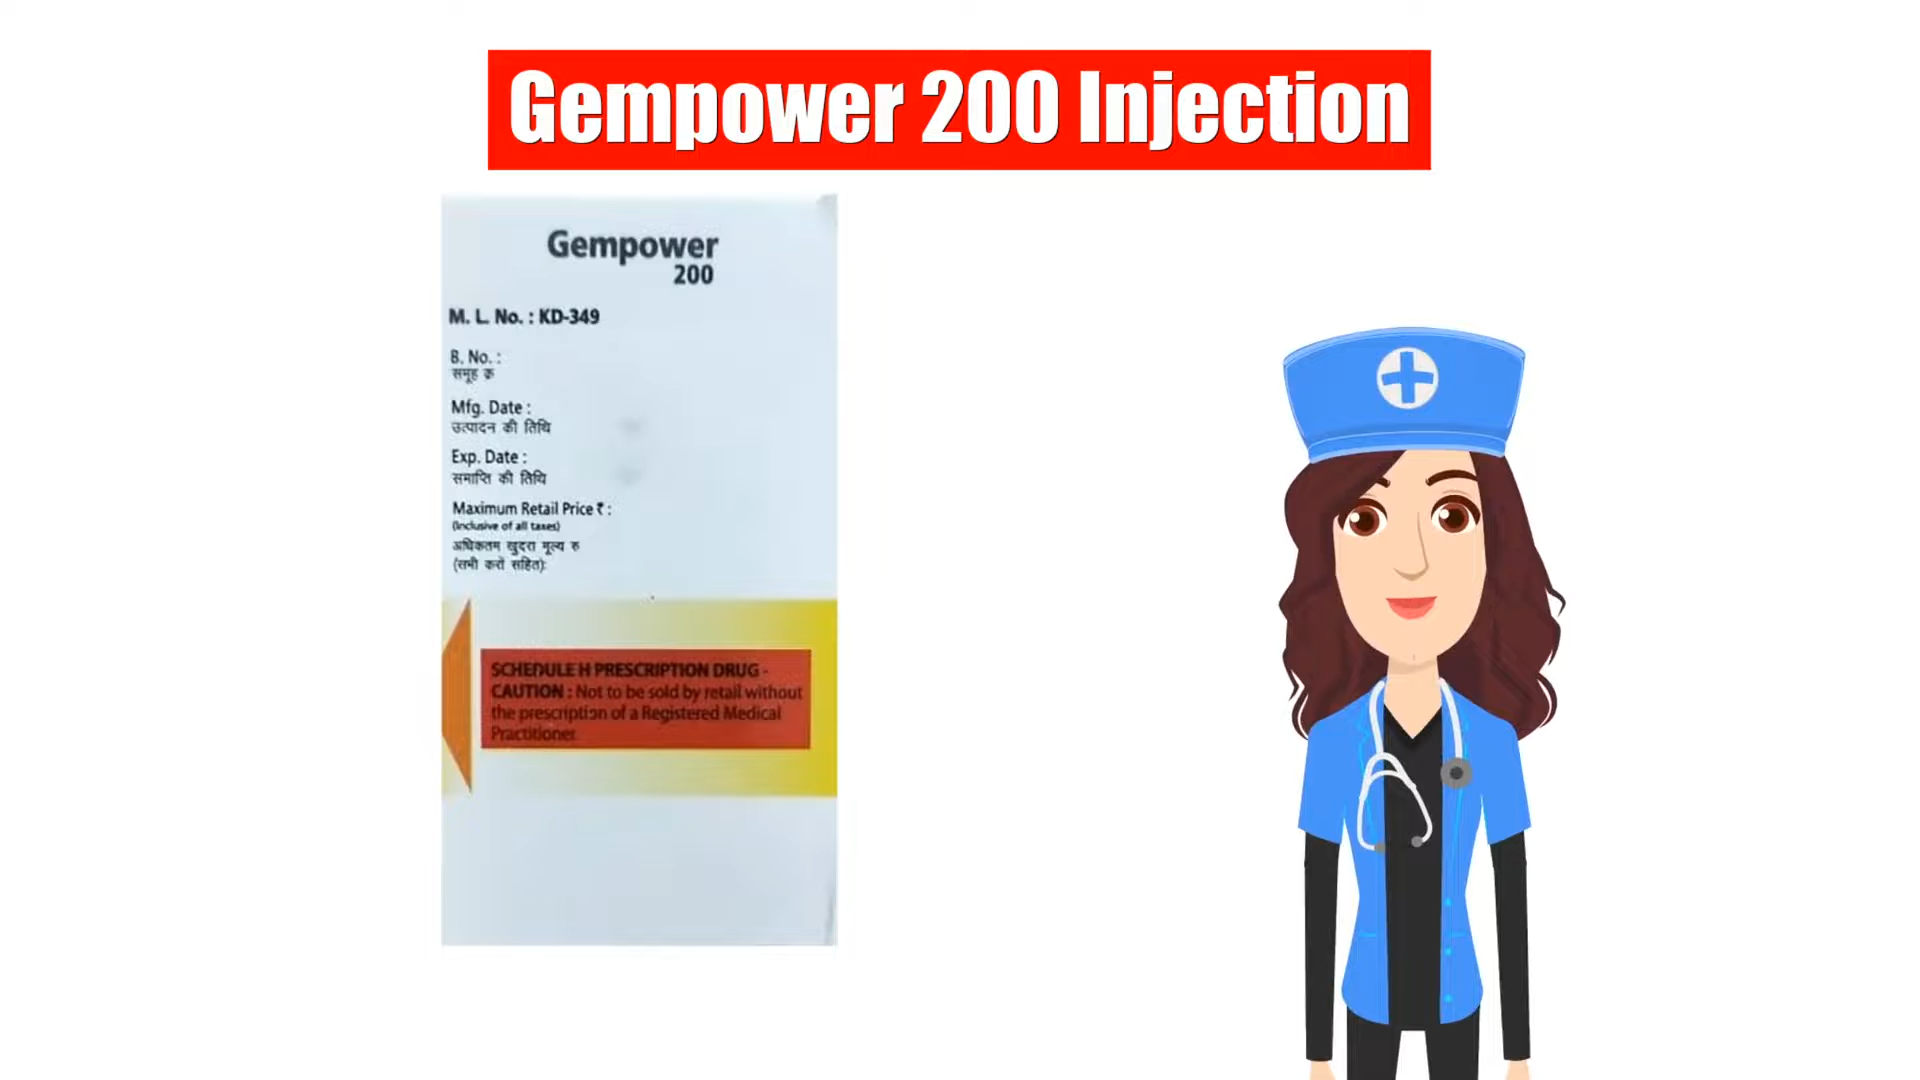 Gempower 200 Injection
Gempower
200
M. L. No. : KD-349
B. No. :
समूह क्र
Mfg. Date :
उत्पादन की तिथि
Exp. Date :
समाप्ति की तिथि
Maximum Retail Price ₹ :
(Inclusive of all taxes)
अधिकतम खुदरा मूल्य रु
(सभी करों सहित):
SCHEDULE H PRESCRIPTION DRUG -
CAUTION : Not to be sold by retail without
the prescription of a Registered Medical
Practitioner.